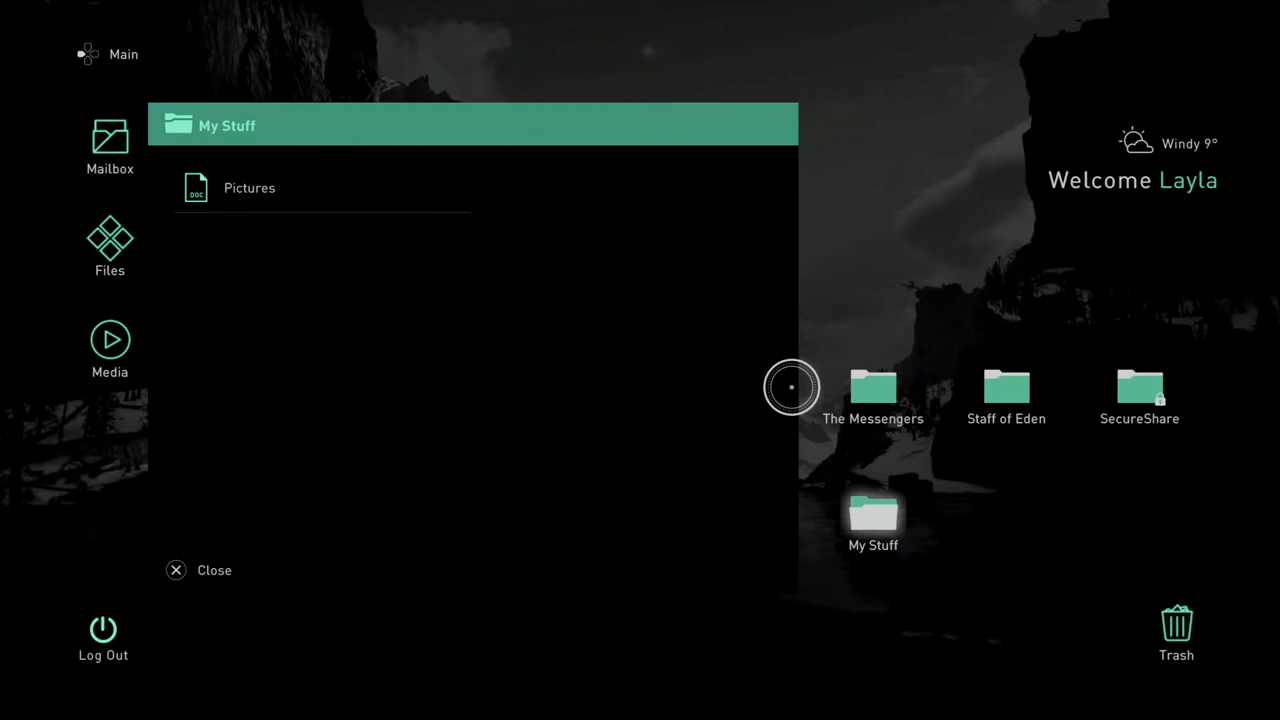 Main
My Stuff
Mailbox
Windy 9°
Welcome Layla
DOC
Pictures
Files
Media
The Messengers
Staff of Eden
SecureShare
My Stuff
Close
Log Out
Trash